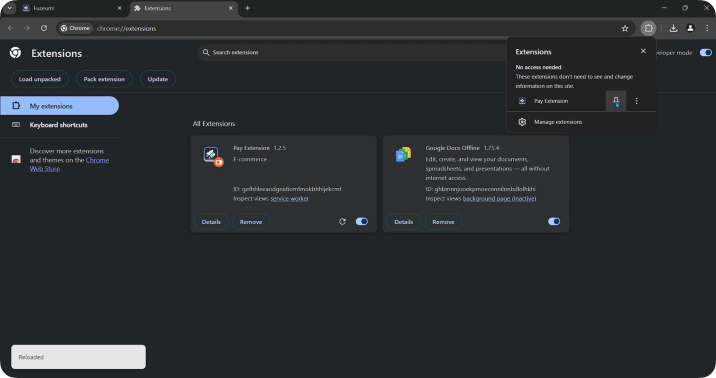 Fuseuml
Extensions
Chrome
chrome://extensions
Extensions
Search extensions
veloper mode
Load unpacked
Pack extension
Update
My extensions
Keyboard shortcuts
Discover more extensions
and themes on the Chrome
Web Store
Extensions
No access needed
These extensions don't need to see and change
information on this site.
Pay Extension
Manage extensions
All Extensions
Pay Extension 1.2.5
E-commerce
Inspect views service worker
Details
Remove
Google Docs Offline 1.75.4
Edit, create, and view your documents,
spreadsheets, and presentations — all without
internet access.
ID: ghbmnnjooekpmoecnnnilnnbdlolhkhi
Inspect views background page (Inactive)
Details
Remove
Reloaded